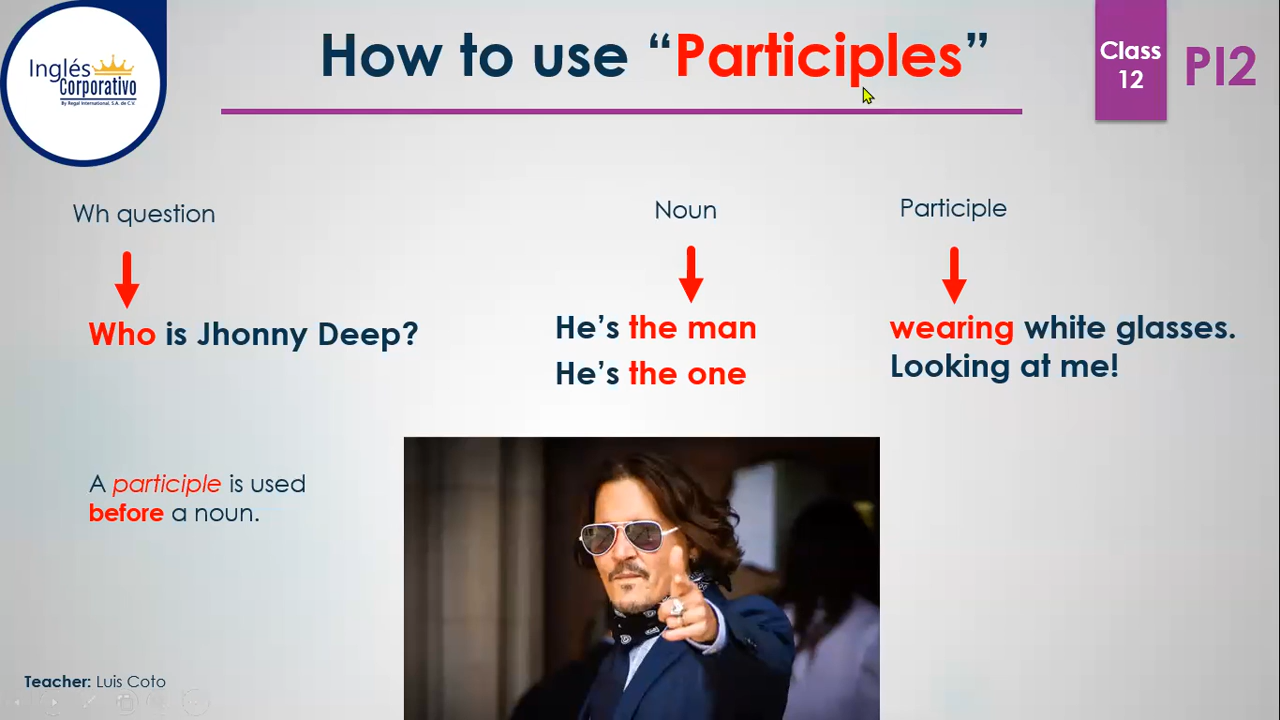 Inglés
Corporativo
By Regal International, S.A. de C.V.
How to use “Participles”
Class
12
PI2
Wh question
Noun
Participle
Who is Jhonny Deep?
He’s the man
wearing white glasses.
He’s the one
Looking at me!
A participle is used
before a noun.
Teacher: Luis Coto